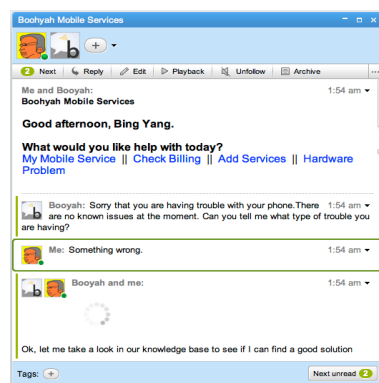 Boohyah Mobile Services
2 Next Reply Edit Playback Unfollow Archive ...
Me and Booyah: 1:54 am
Boohyah Mobile Services
Good afternoon, Bing Yang.
What would you like help with today?
My Mobile Service || Check Billing || Add Services || Hardware
Problem
Booyah: Sorry that you are having trouble with your phone.There 1:54 am
are no known issues at the moment. Can you tell me what type of trouble you
are having?
Me: Something wrong. 1:54 am
Booyah and me: 1:54 am
Ok, let me take a look in our knowledge base to see if I can find a good solution
Tags: + Next unread 2